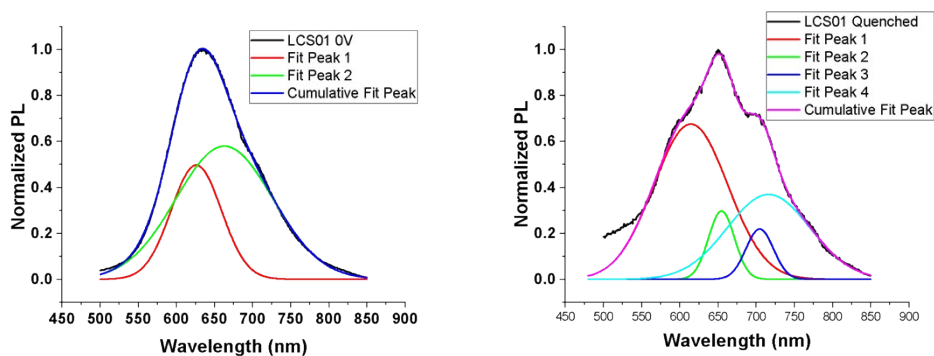 LCS01 0V
Fit Peak 1
Fit Peak 2
Cumulative Fit Peak
Normalized PL
1.0
0.8
0.6
0.4
0.2
0.0
450 500 550 600 650 700 750 800 850 900
Wavelength (nm)
LCS01 Quenched
Fit Peak 1
Fit Peak 2
Fit Peak 3
Fit Peak 4
Cumulative Fit Peak
Normalized PL
1.0
0.8
0.6
0.4
0.2
0.0
450 500 550 600 650 700 750 800 850 900
Wavelength (nm)